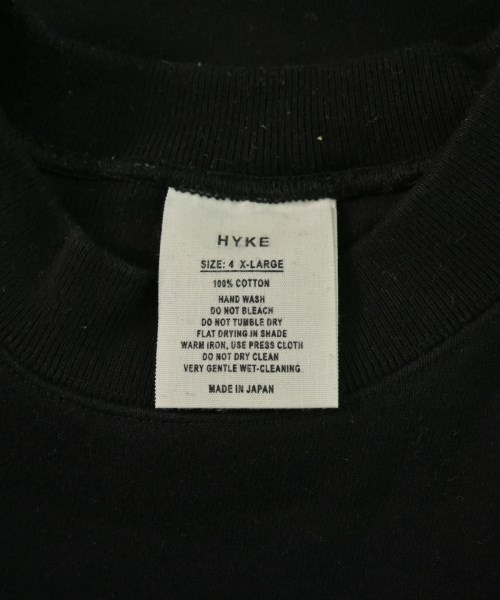 HYKE
SIZE: 4 X-LARGE
100% COTTON
HAND WASH
DO NOT BLEACH
DO NOT TUMBLE DRY
FLAT DRYING IN SHADE
WARM IRON, USE PRESS CLOTH
DO NOT DRY CLEAN
VERY GENTLE WET-CLEANING.
MADE IN JAPAN